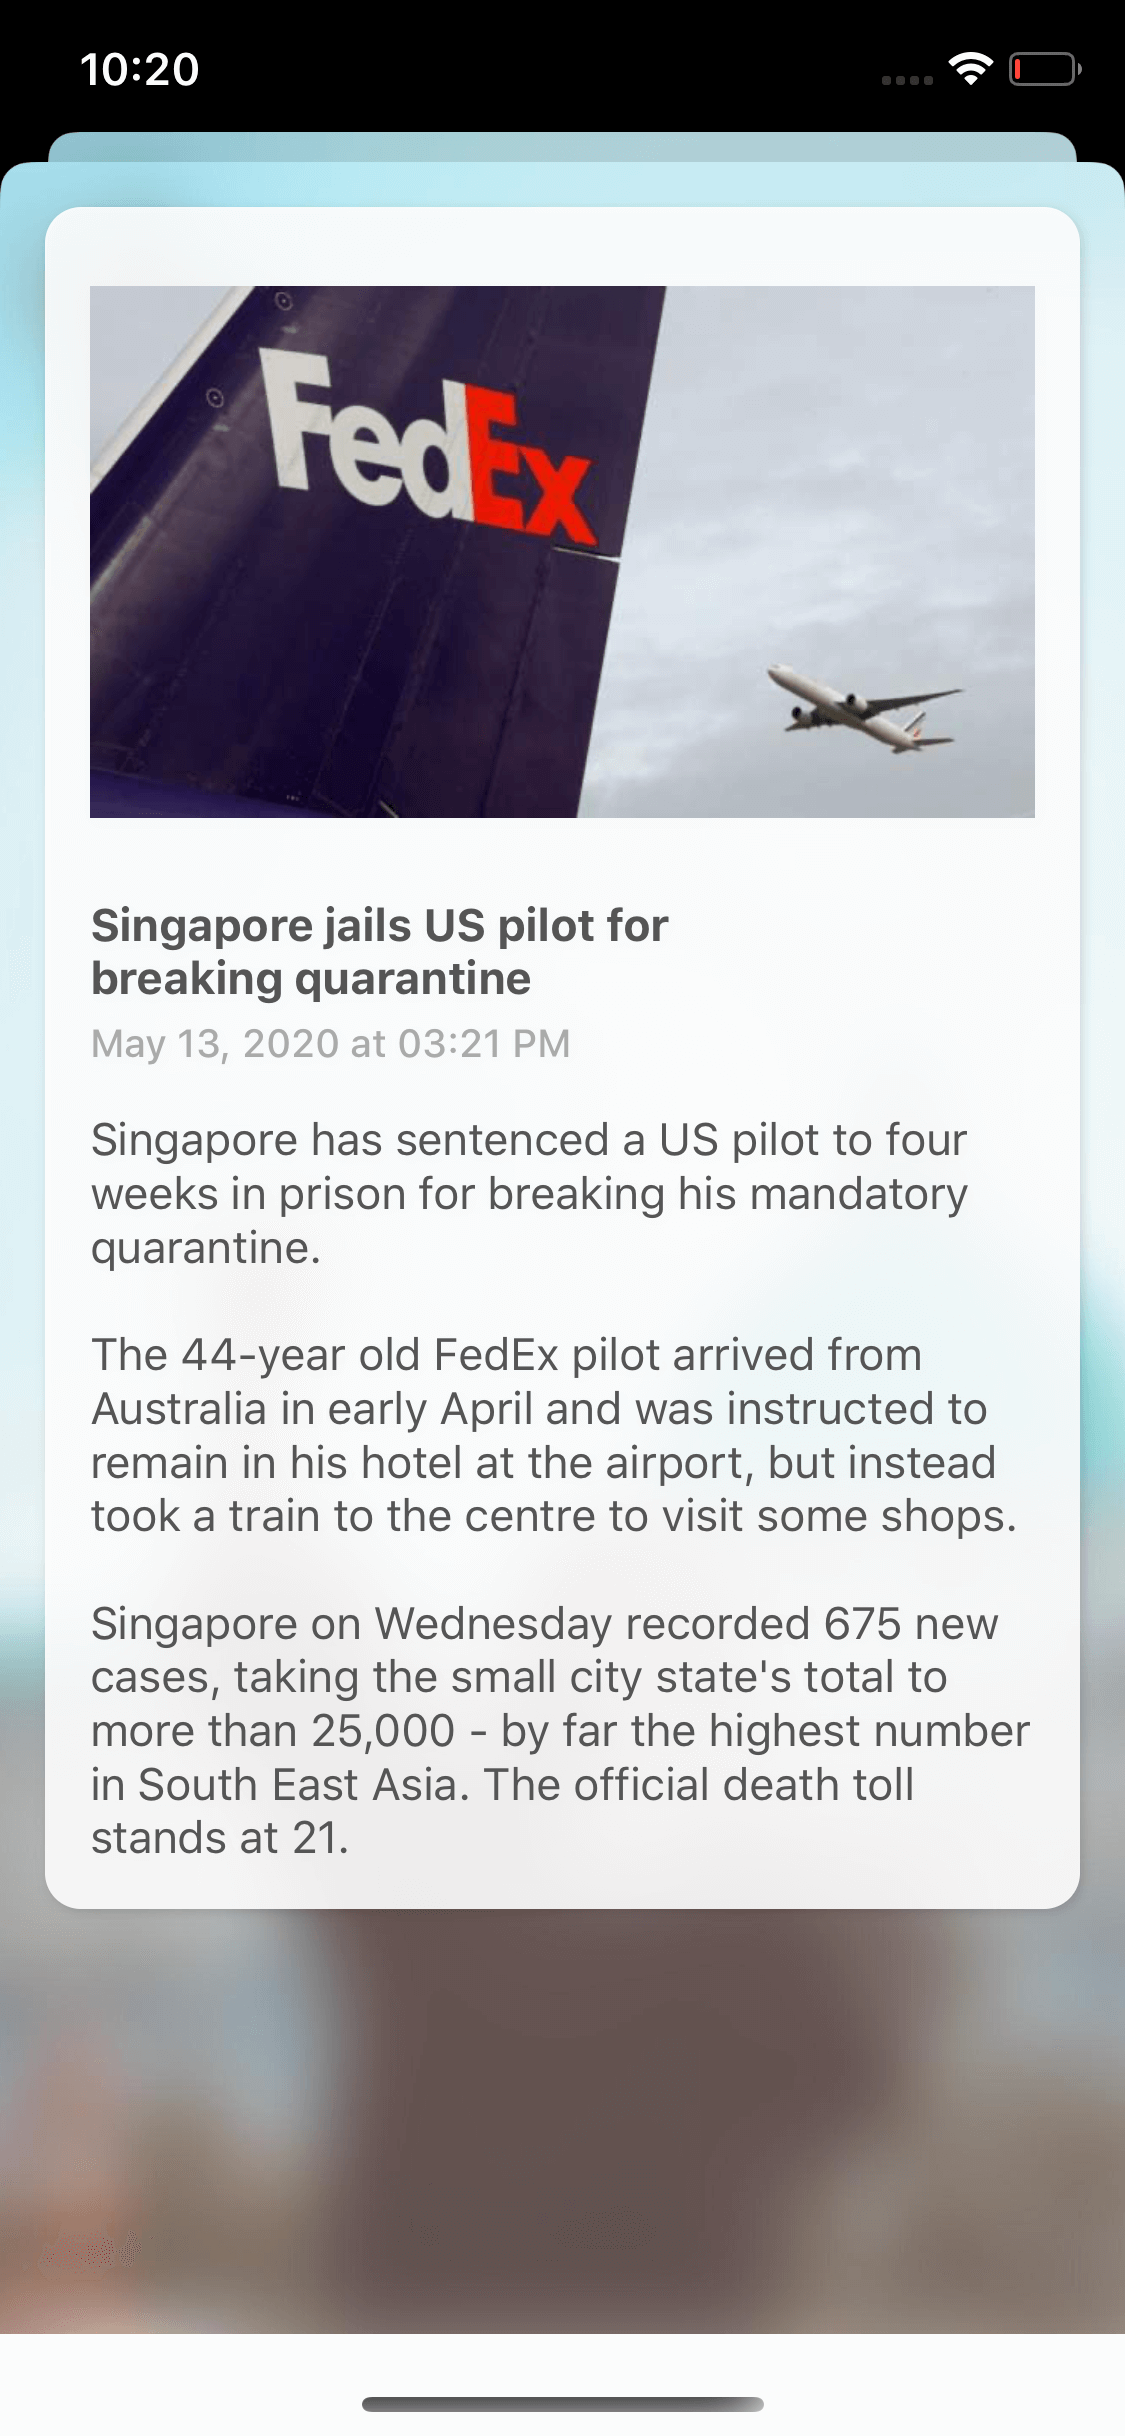 10:20
FedEx
Singapore jails US pilot for
breaking quarantine
May 13, 2020 at 03:21 PM
Singapore has sentenced a US pilot to four
weeks in prison for breaking his mandatory
quarantine.
The 44-year old FedEx pilot arrived from
Australia in early April and was instructed to
remain in his hotel at the airport, but instead
took a train to the centre to visit some shops.
Singapore on Wednesday recorded 675 new
cases, taking the small city state's total to
more than 25,000 - by far the highest number
in South East Asia. The official death toll
stands at 21.